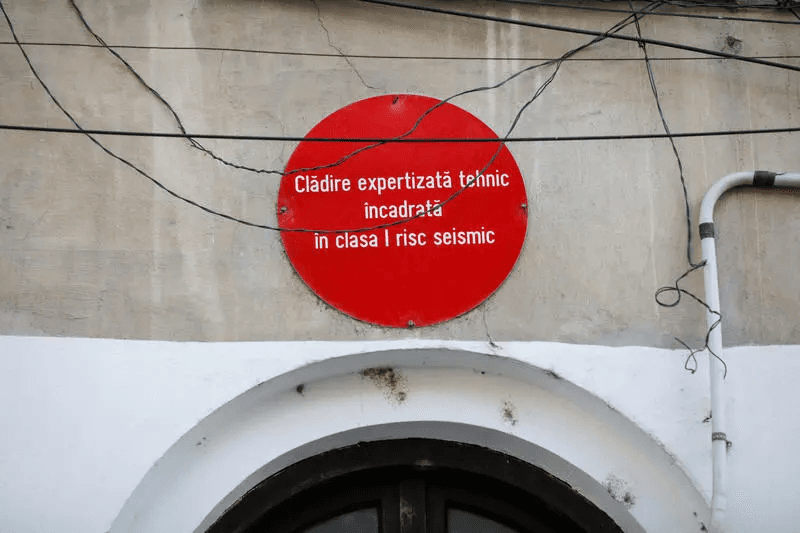 Clădire expertizată tehnic
încadrată
în clasa I risc seismic